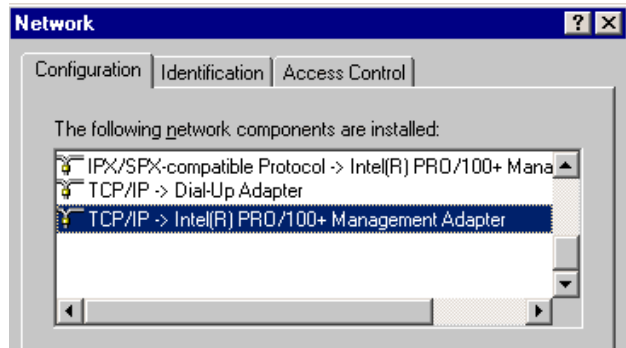 Network
Configuration Identification Access Control
The following network components are installed:
IPX/SPX-compatible Protocol -> Intel(R) PRO/100+ Mana
TCP/IP -> Dial-Up Adapter
TCP/IP -> Intel(R) PRO/100+ Management Adapter